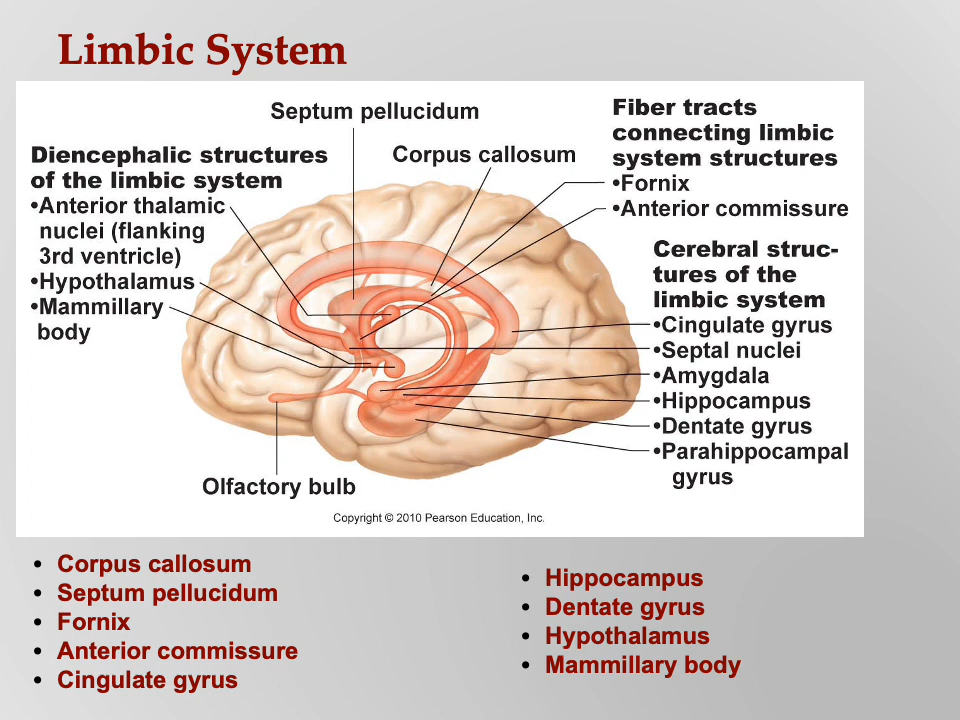 Limbic System
Septum pellucidum
Corpus callosum
Diencephalic structures
of the limbic system
•Anterior thalamic
nuclei (flanking
3rd ventricle)
•Hypothalamus
•Mammillary
body
Fiber tracts
connecting limbic
system structures
•Fornix
•Anterior commissure
Cerebral struc-
tures of the
limbic system
•Cingulate gyrus
•Septal nuclei
•Amygdala
•Hippocampus
•Dentate gyrus
•Parahippocampal
gyrus
Olfactory bulb
Copyright © 2010 Pearson Education, Inc.
• Corpus callosum
• Septum pellucidum
• Fornix
• Anterior commissure
• Cingulate gyrus
• Hippocampus
• Dentate gyrus
• Hypothalamus
• Mammillary body